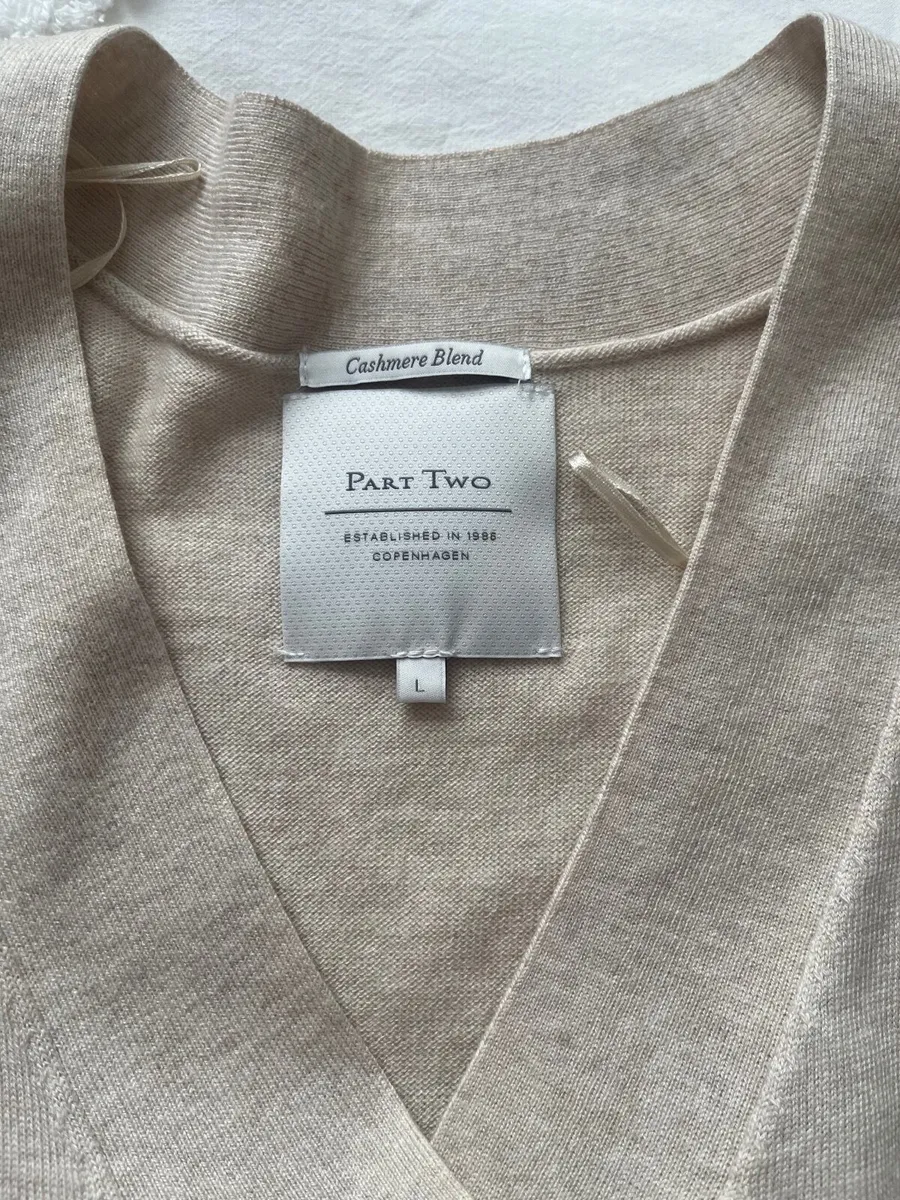 Cashmere Blend
PART TWO
ESTABLISHED IN 1986
COPENHAGEN
L